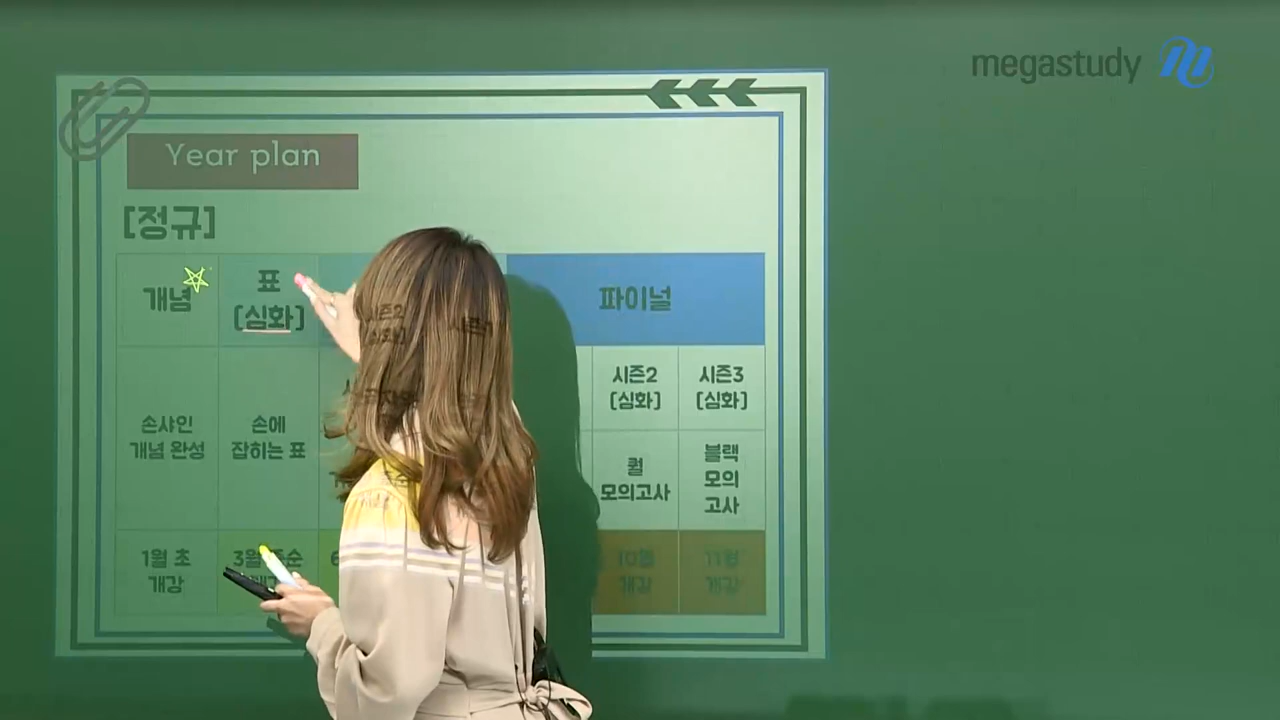 megastudy
Year plan
[정규]
개념
표
[심화]
파이널
시즌2
[심화]
시즌3
[심화]
손샤인
개념 완성
손에
잡히는 표
퀄
모의고사
블랙
모의
고사
1월 초
개강
10월
개강
11월
개강